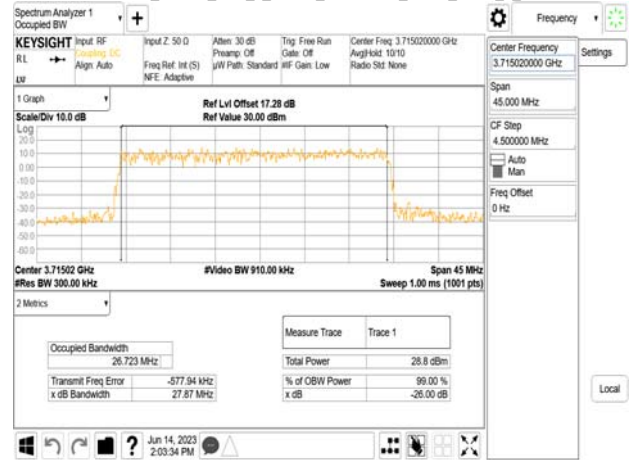 Spectrum Analyzer 1
Occupied BW
+
Frequency
KEYSIGHT
RL
Input: RF
Coupling: DC
Align: Auto
Input Z: 50 Ω
Freq Ref: Int (S)
NFE: Adaptive
Atten: 30 dB
Preamp: Off
µW Path: Standard
Trig: Free Run
Gate: Off
#IF Gain: Low
Center Freq: 3.715020000 GHz
Avg|Hold: 10/10
Radio Std: None
Center Frequency
3.715020000 GHz
Settings
Span
45.000 MHz
CF Step
4.500000 MHz
Auto
Man
Freq Offset
0 Hz
Local
1 Graph
Scale/Div 10.0 dB
Ref Lvl Offset 17.28 dB
Ref Value 30.00 dBm
Log
20.0
10.0
0.00
-10.0
-20.0
-30.0
-40.0
-50.0
-60.0
Center 3.71502 GHz
#Res BW 300.00 kHz
#Video BW 910.00 kHz
Span 45 MHz
Sweep 1.00 ms (1001 pts)
2 Metrics
Measure Trace Trace 1
Occupied Bandwidth
26.723 MHz
Total Power 28.8 dBm
Transmit Freq Error -577.94 kHz
% of OBW Power 99.00 %
x dB Bandwidth 27.87 MHz
x dB -26.00 dB
?
Jun 14, 2023
2:03:34 PM